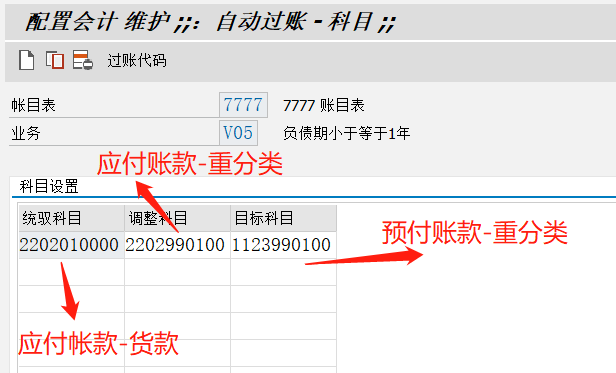 配置会计 维护 ;;: 自动过账 - 科目 ;;
过账代码
帐目表 7777 7777 账目表
业务 V05 负债期小于等于1年
应付账款-重分类
科目设置
统驭科目 调整科目 目标科目
2202010000 2202990100 1123990100
预付账款-重分类
应付帐款-货款